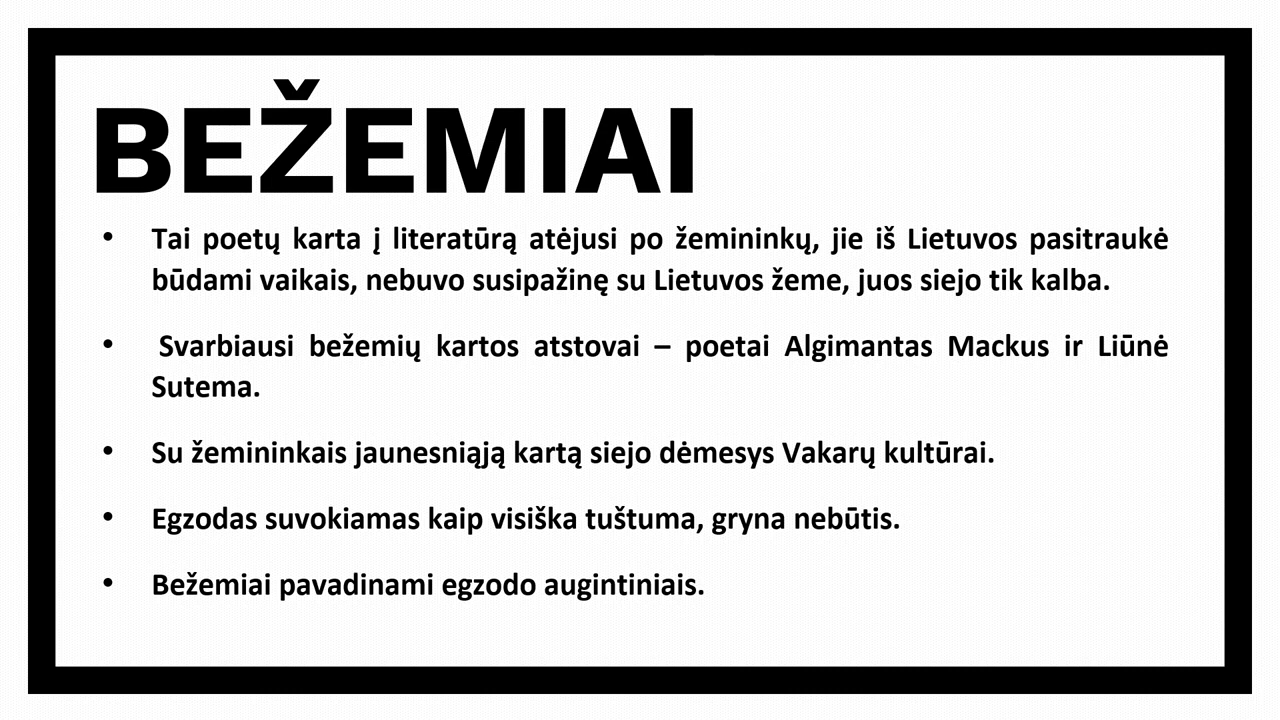 BEŽEMIAI
• Tai poetų karta į literatūrą atėjusi po žemininkų, jie iš Lietuvos pasitraukė
būdami vaikais, nebuvo susipažinę su Lietuvos žeme, juos siejo tik kalba.
• Svarbiausi bežemių kartos atstovai – poetai Algimantas Mackus ir Liūnė
Sutema.
• Su žemininkais jaunesniąją kartą siejo dėmesys Vakarų kultūrai.
• Egzodas suvokiamas kaip visiška tuštuma, gryna nebūtis.
• Bežemiai pavadinami egzodo augintiniais.